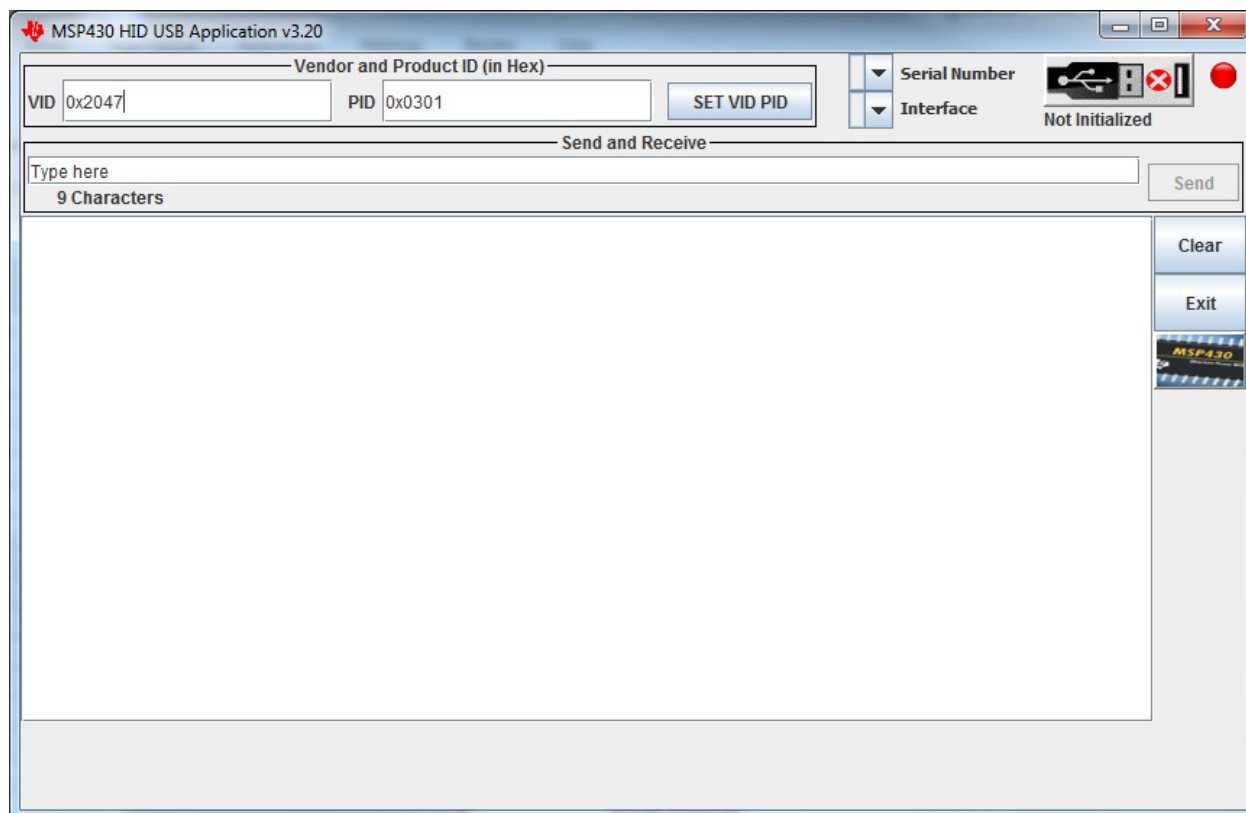 MSP430 HID USB Application v3.20
Vendor and Product ID (in Hex)
VID 0x2047 PID 0x0301 SET VID PID
Serial Number
Interface
Not Initialized
Send and Receive
Type here
Send
9 Characters
Clear
Exit
MSP430